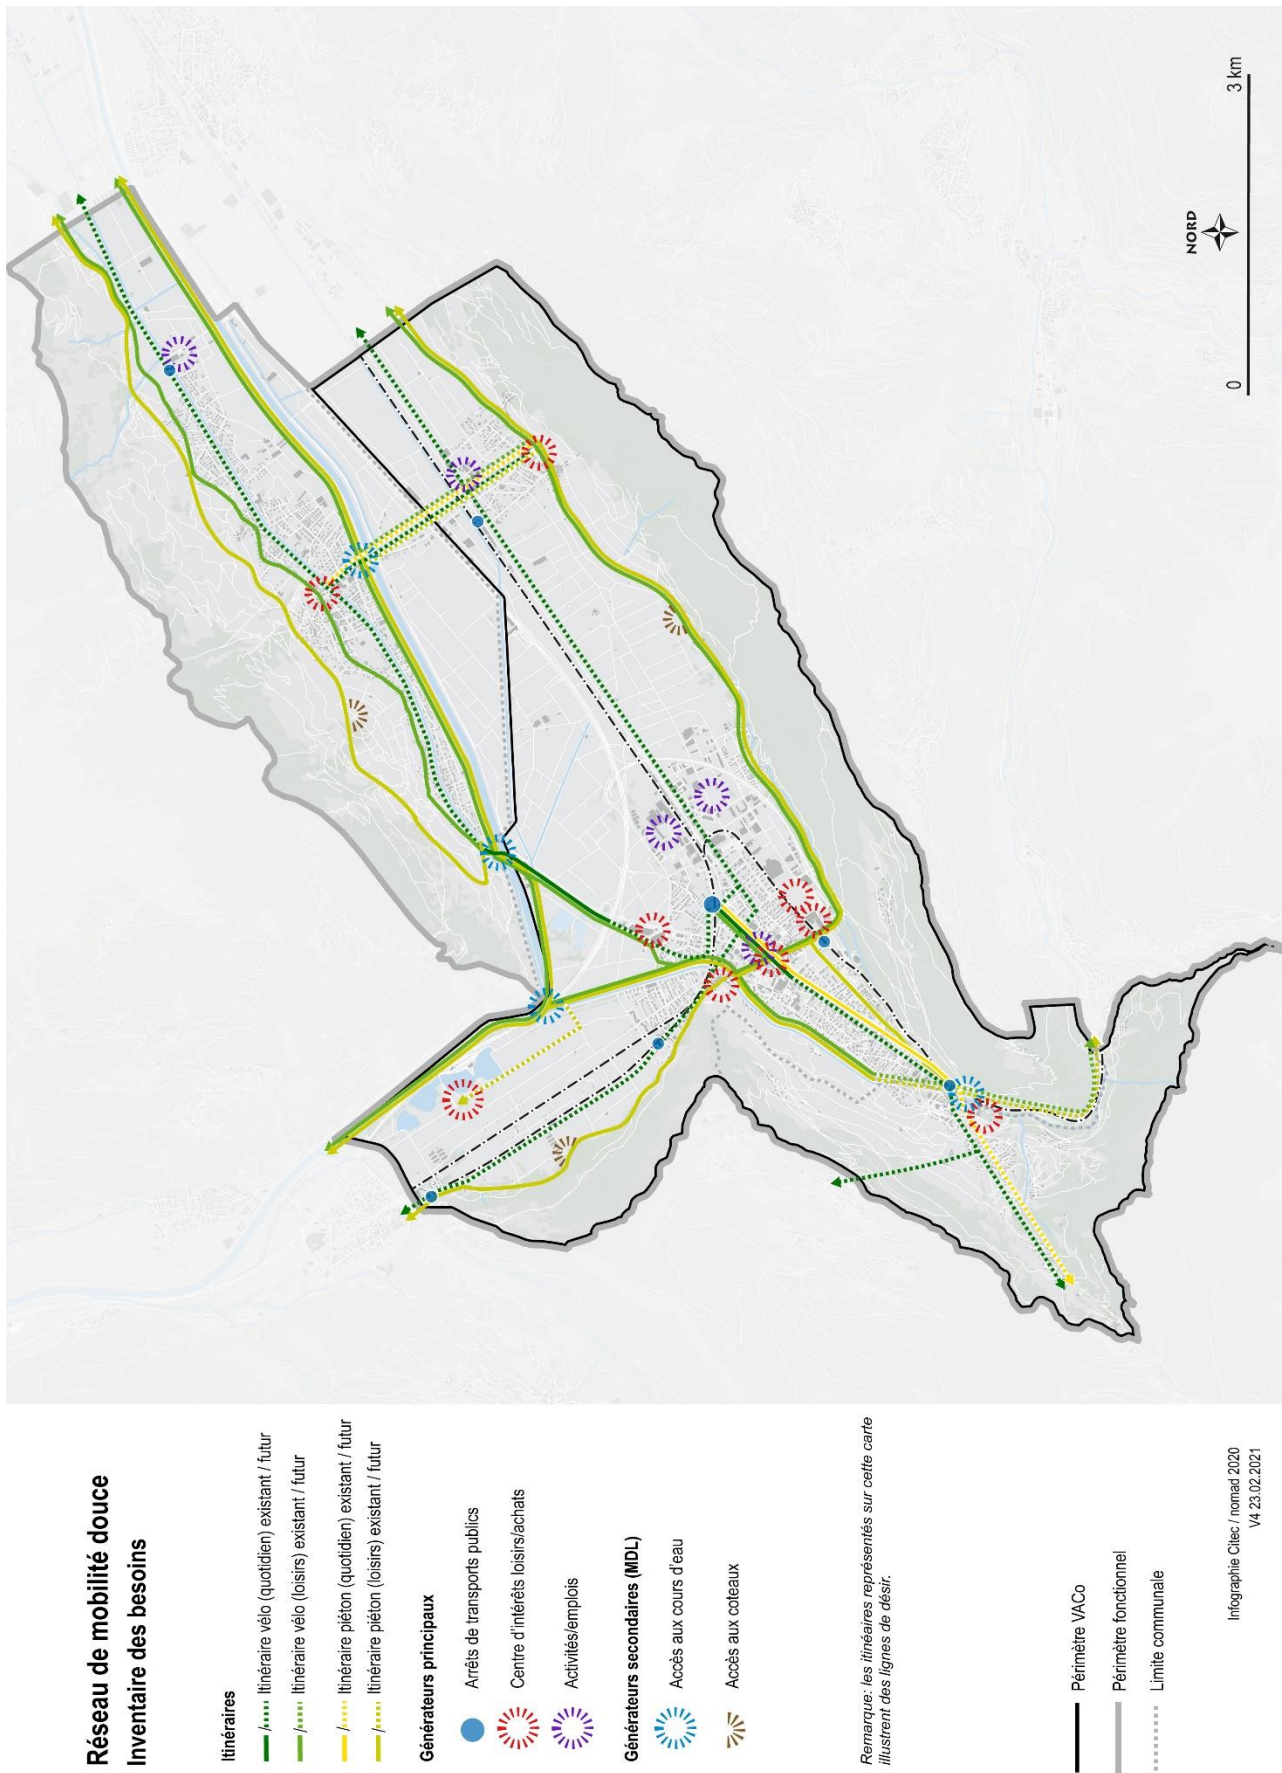 Réseau de mobilité douce
Inventaire des besoins
Itinéraires
/ Itinéraire vélo (quotidien) existant / futur
/ Itinéraire vélo (loisirs) existant / futur
/ Itinéraire piéton (quotidien) existant / futur
/ Itinéraire piéton (loisirs) existant / futur
Générateurs principaux
Arrêts de transports publics
Centre d'intérêts loisirs/achats
Activités/emplois
Générateurs secondaires (MDL)
Accès aux cours d'eau
Accès aux coteaux
Remarque: les itinéaires représentés sur cette carte
illustrent des lignes de désir.
Périmètre VACo
Périmètre fonctionnel
Limite communale
Infographie Citec / nomad 2020
V4 23.02.2021
NORD
0 3 km